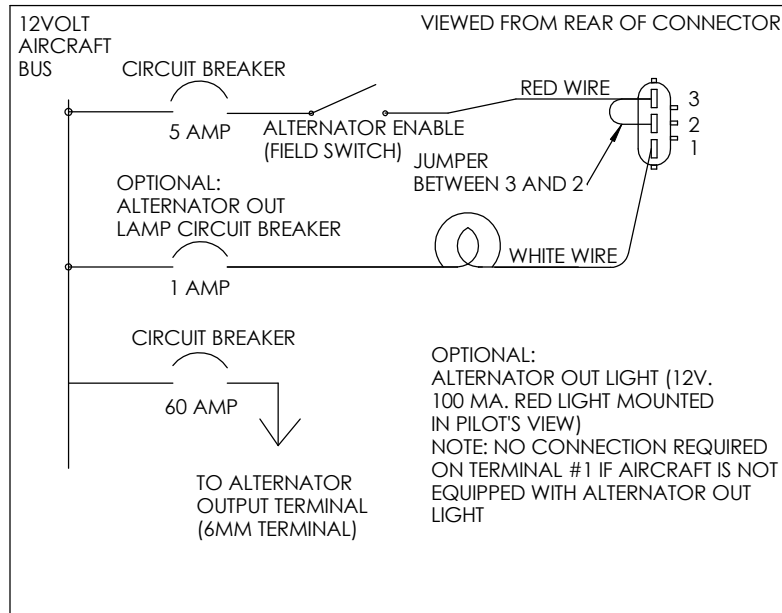 12VOLT
AIRCRAFT
BUS
VIEWED FROM REAR OF CONNECTOR
CIRCUIT BREAKER
5 AMP
ALTERNATOR ENABLE
(FIELD SWITCH)
RED WIRE
3
2
1
JUMPER
BETWEEN 3 AND 2
OPTIONAL:
ALTERNATOR OUT
LAMP CIRCUIT BREAKER
1 AMP
WHITE WIRE
CIRCUIT BREAKER
60 AMP
TO ALTERNATOR
OUTPUT TERMINAL
(6MM TERMINAL)
OPTIONAL:
ALTERNATOR OUT LIGHT (12V.
100 MA. RED LIGHT MOUNTED
IN PILOT'S VIEW)
NOTE: NO CONNECTION REQUIRED
ON TERMINAL #1 IF AIRCRAFT IS NOT
EQUIPPED WITH ALTERNATOR OUT
LIGHT